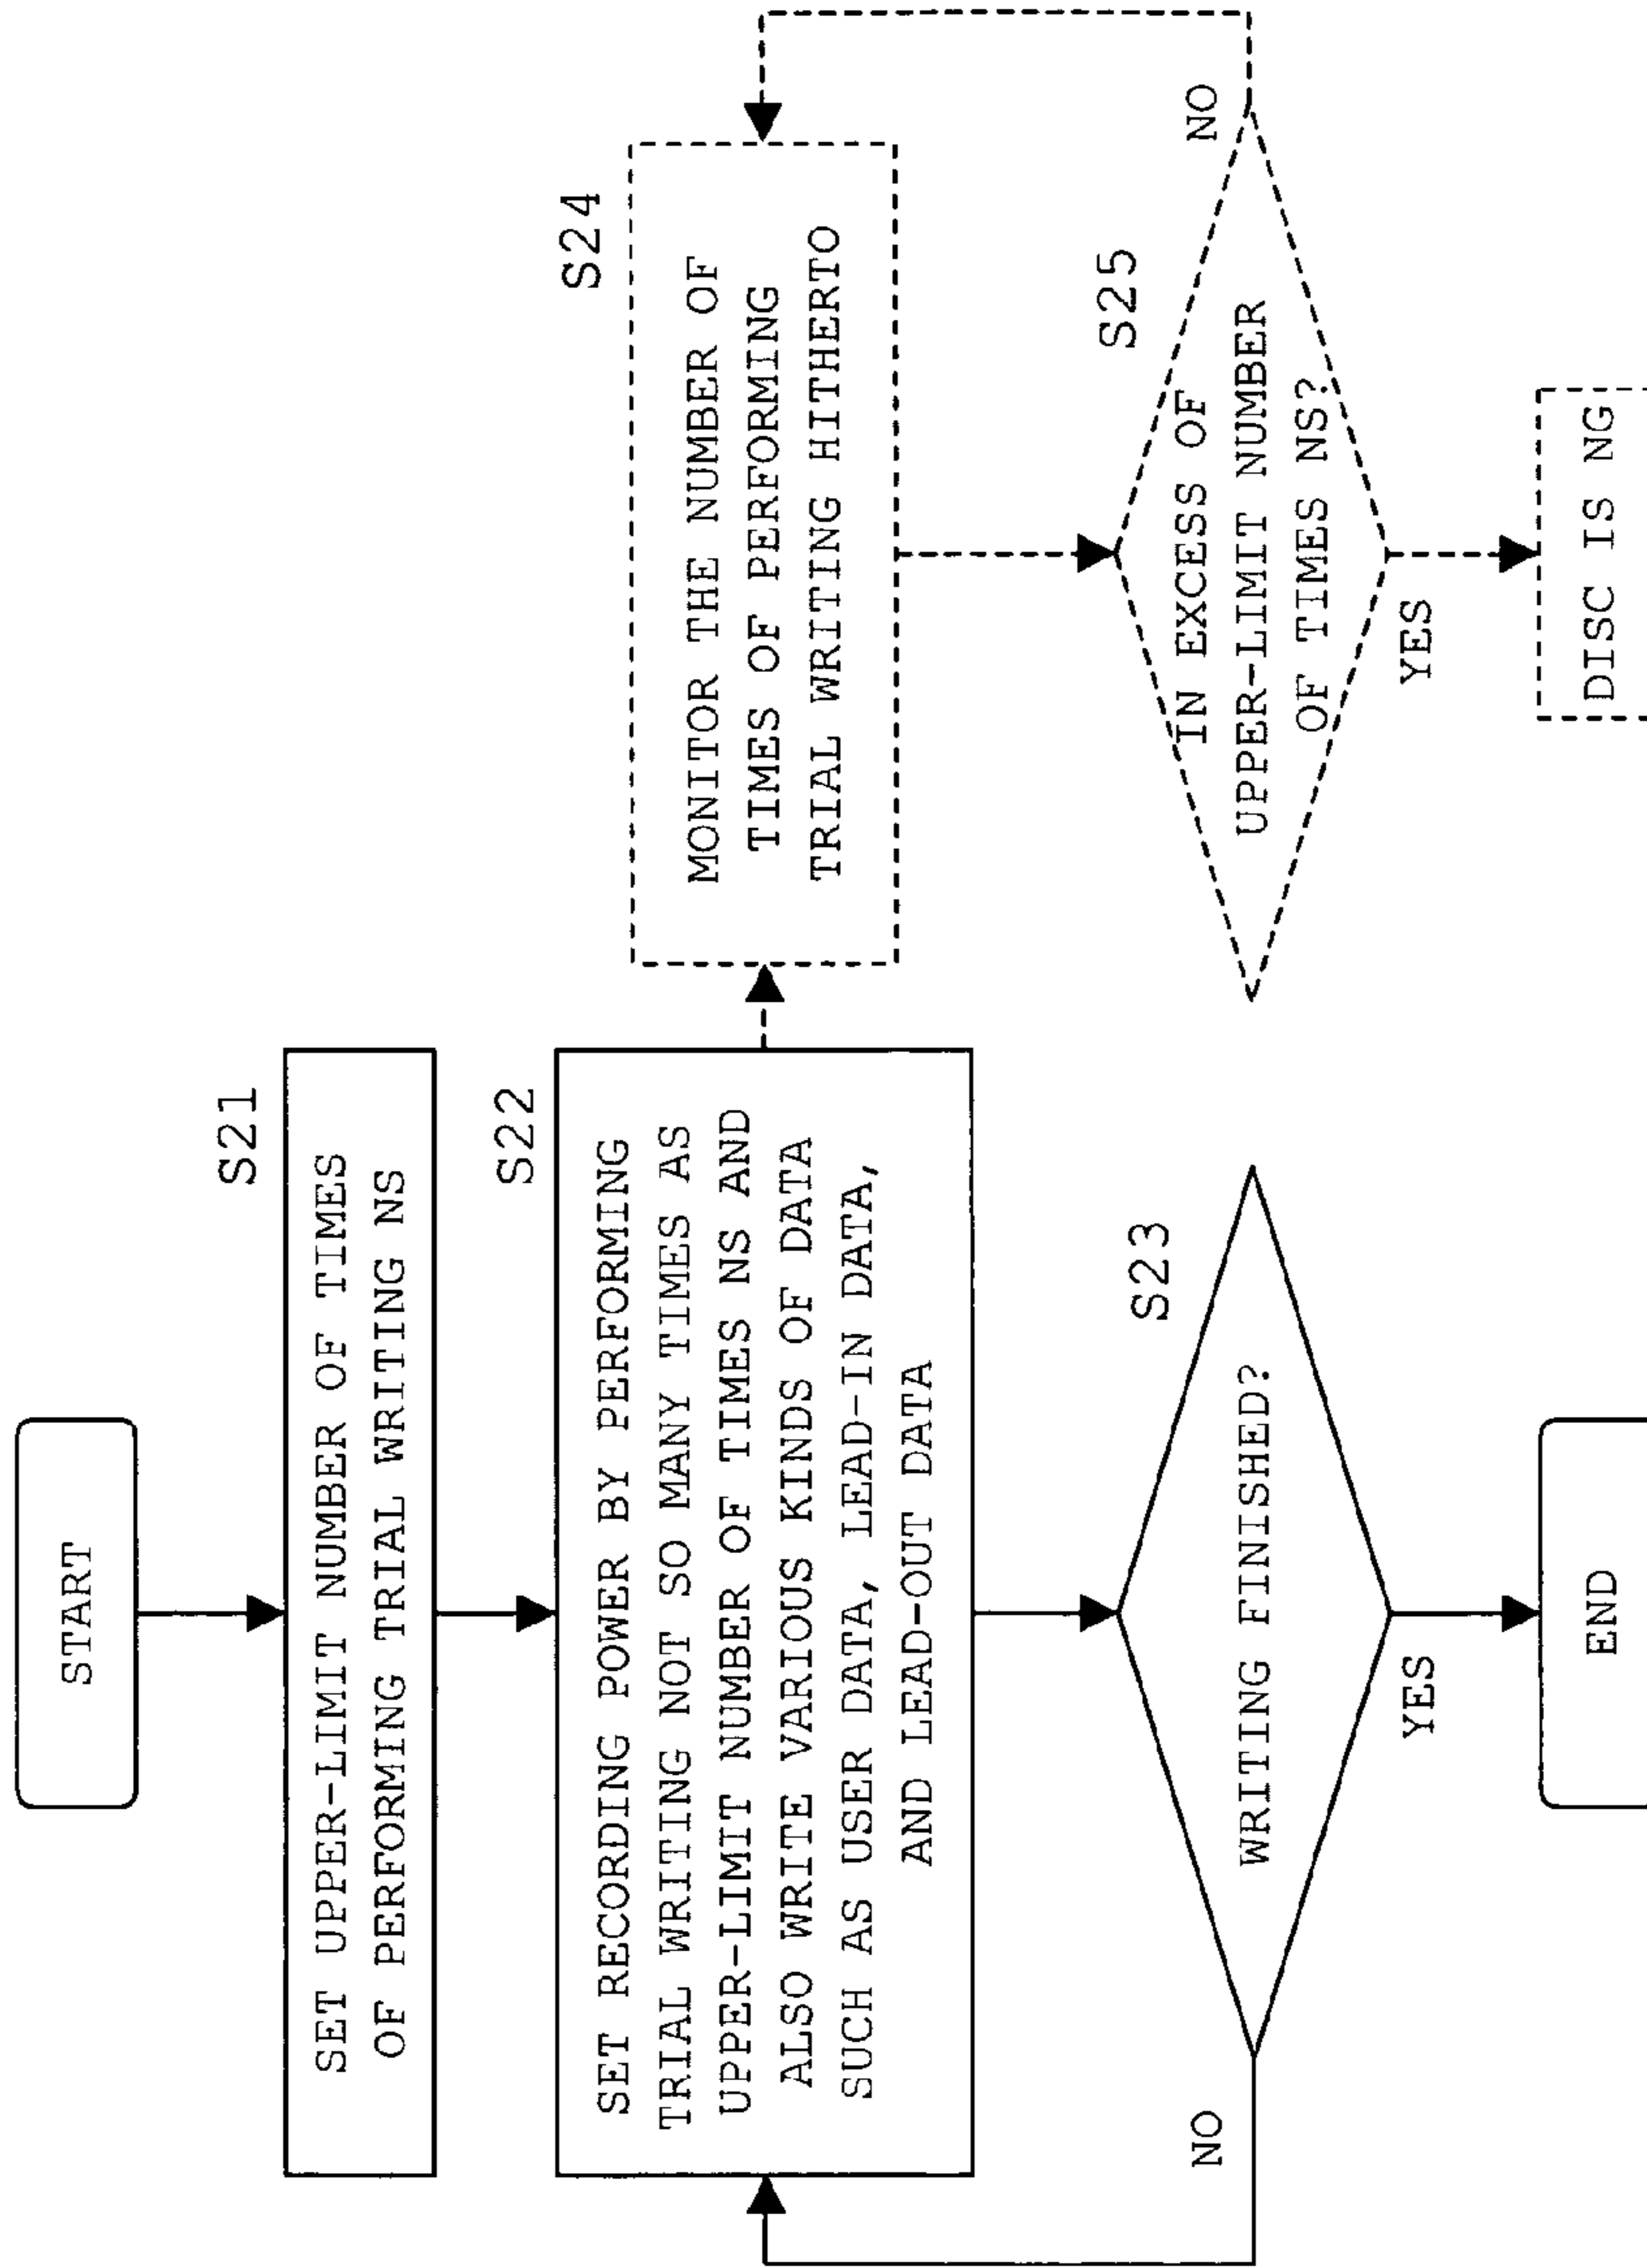 START
S21
SET UPPER-LIMIT NUMBER OF TIMES
OF PERFORMING TRIAL WRITING NS
S22
SET RECORDING POWER BY PERFORMING
TRIAL WRITING NOT SO MANY TIMES AS
UPPER-LIMIT NUMBER OF TIMES NS AND
ALSO WRITE VARIOUS KINDS OF DATA
SUCH AS USER DATA, LEAD-IN DATA,
AND LEAD-OUT DATA
S23
WRITING FINISHED?
NO
YES
END
S24
MONITOR THE NUMBER OF
TIMES OF PERFORMING
TRIAL WRITING HITHERTO
S25
IN EXCESS OF
UPPER-LIMIT NUMBER
OF TIMES NS?
NO
YES
DISC IS NG